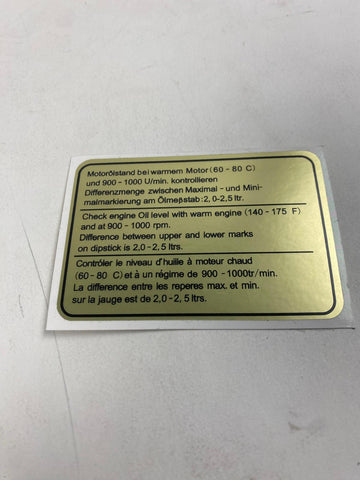 Motorölstand bei warmem Motor (60 - 80 C)
und 900 - 1000 U/min. kontrollieren
Differenzmenge zwischen Maximal - und Mini-
malmarkierung am Ölmeßstab: 2,0-2,5 ltr.
Check engine Oil level with warm engine (140 - 175 F)
and at 900 - 1000 rpm.
Difference between upper and lower marks
on dipstick is 2,0 - 2,5 ltrs.
Contrôler le niveau d'huilie à moteur chaud
(60 - 80 C) et à un régime de 900 - 1000tr/min.
La difference entre les reperes max. et min.
sur la jauge est de 2,0 - 2,5 ltrs.